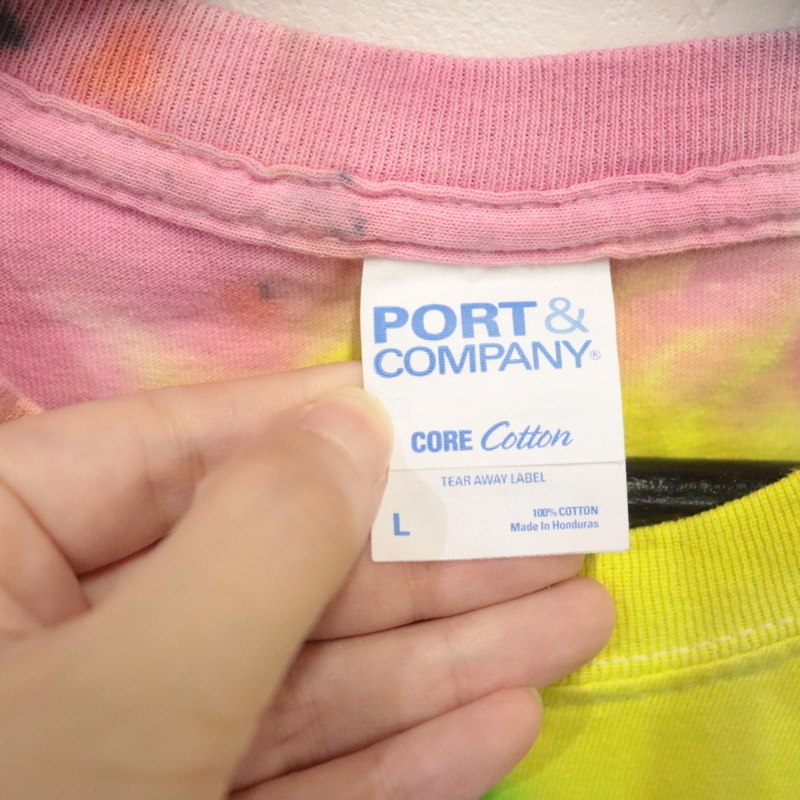 PORT &
COMPANY®
CORE Cotton
TEAR AWAY LABEL
L
100% COTTON
Made In Honduras